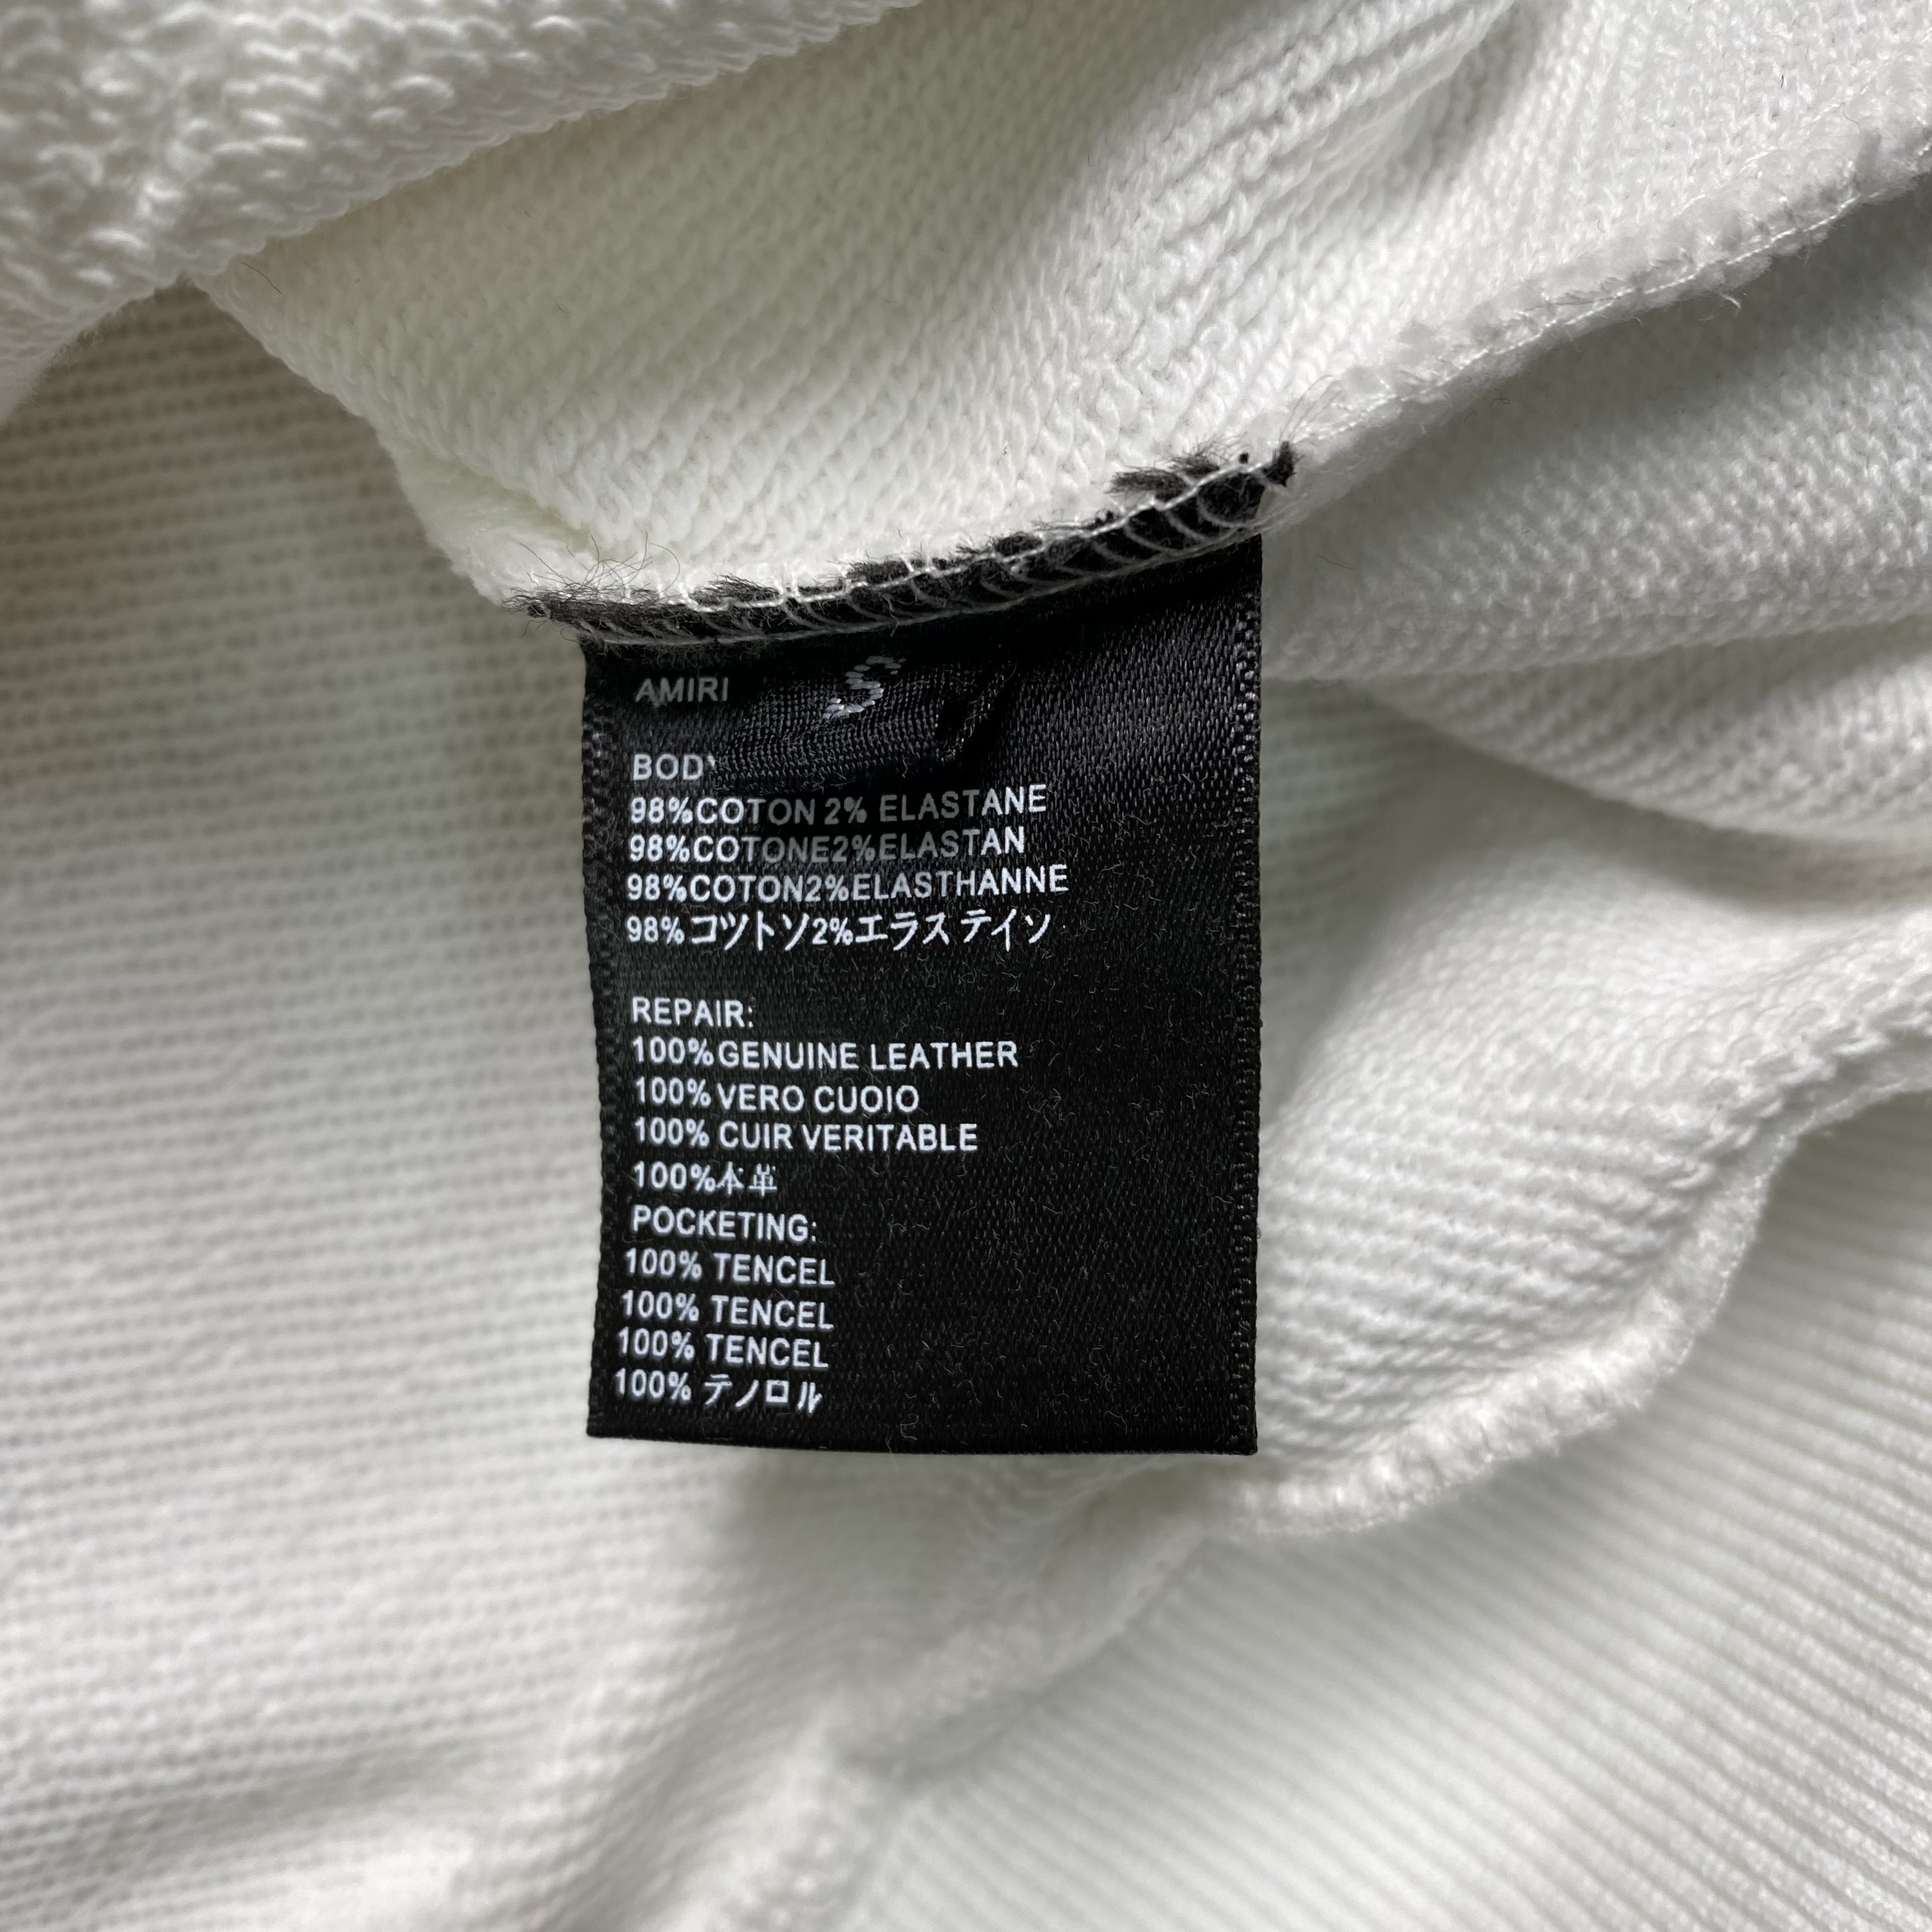 S
AMIRI
BODY
98%COTON 2% ELASTANE
98%COTONE2%ELASTAN
98%COTON2%ELASTHANNE
98%コツトソ2%エラステイソ
REPAIR:
100%GENUINE LEATHER
100%VERO CUOIO
100% CUIR VERITABLE
100%本革
POCKETING:
100% TENCEL
100% TENCEL
100% TENCEL
100% テノロル